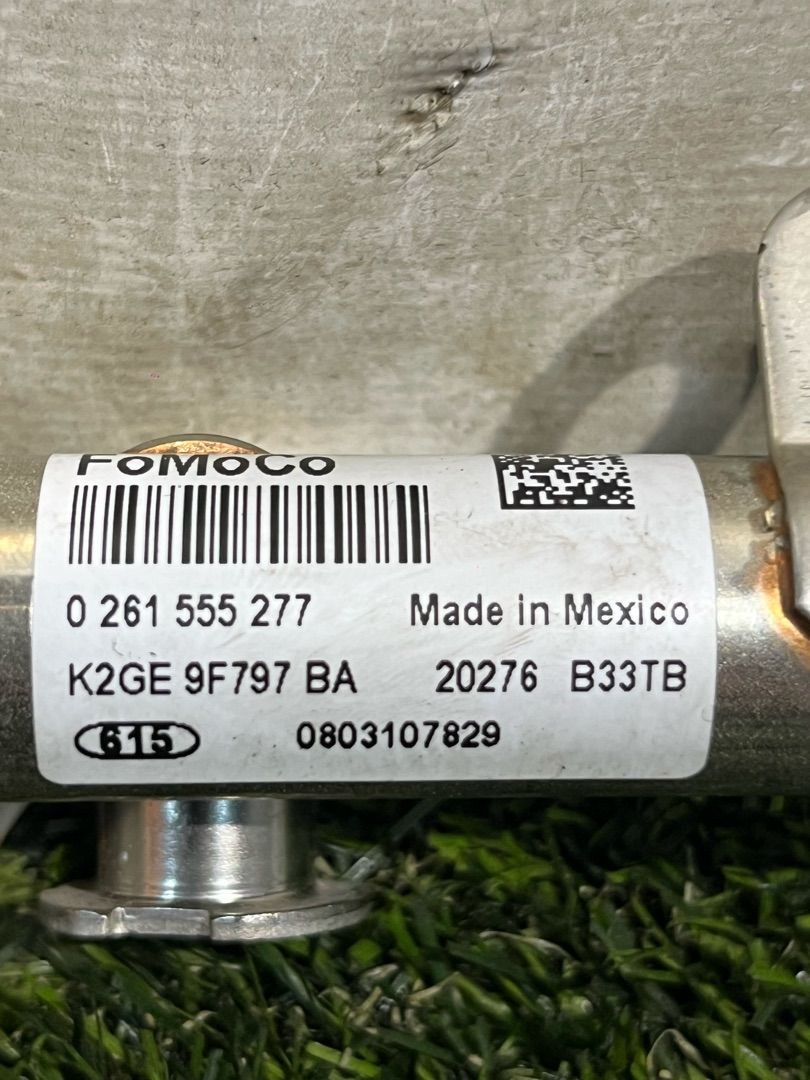 FoMoCo
0 261 555 277 Made in Mexico
K2GE 9F797 BA 20276 B33TB
615 0803107829